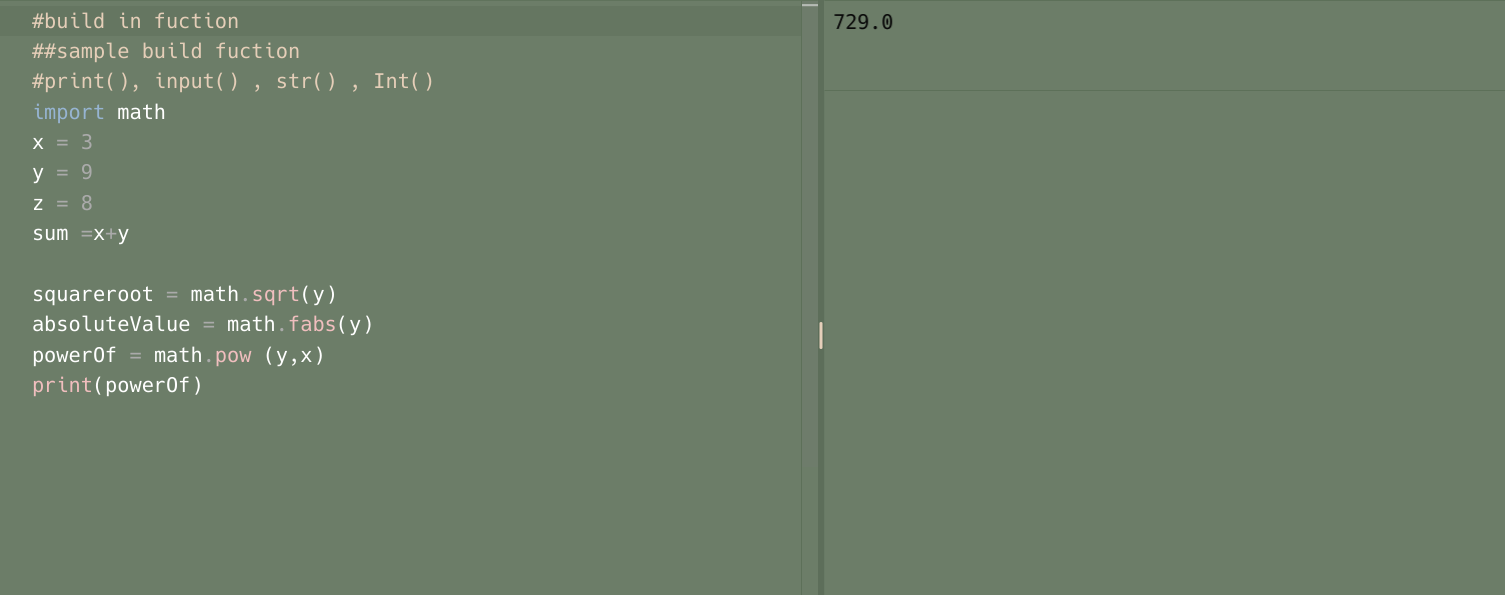 #build in fuction
##sample build fuction
#print(), input() , str() , Int()
import math
x = 3
y = 9
z = 8
sum =x+y
squareroot = math.sqrt(y)
absoluteValue = math.fabs(y)
powerOf = math.pow (y,x)
print(powerOf)
729.0